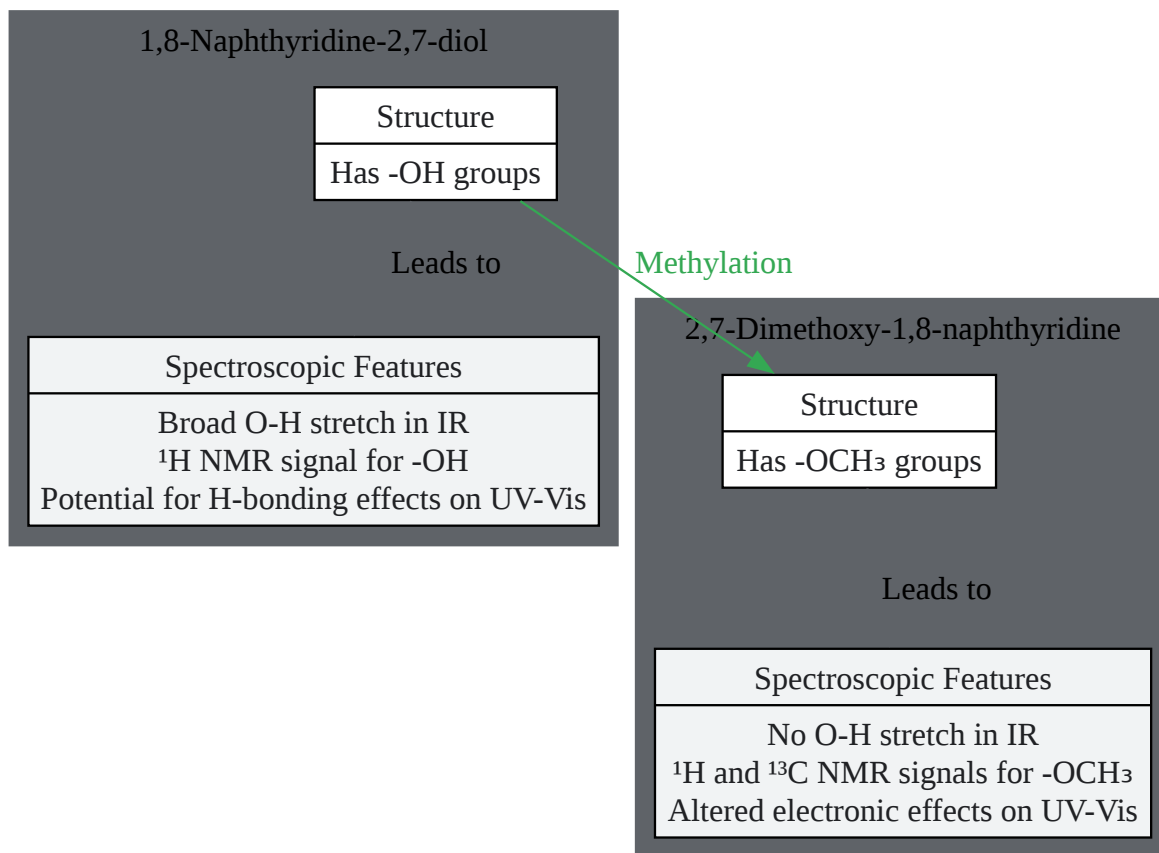 1,8-Naphthyridine-2,7-diol
Structure
Has -OH groups
Leads to
Methylation
Spectroscopic Features
Broad O-H stretch in IR
¹H NMR signal for -OH
Potential for H-bonding effects on UV-Vis
2,7-Dimethoxy-1,8-naphthyridine
Structure
Has -OCH₃ groups
Leads to
Spectroscopic Features
No O-H stretch in IR
¹H and ¹³C NMR signals for -OCH₃
Altered electronic effects on UV-Vis